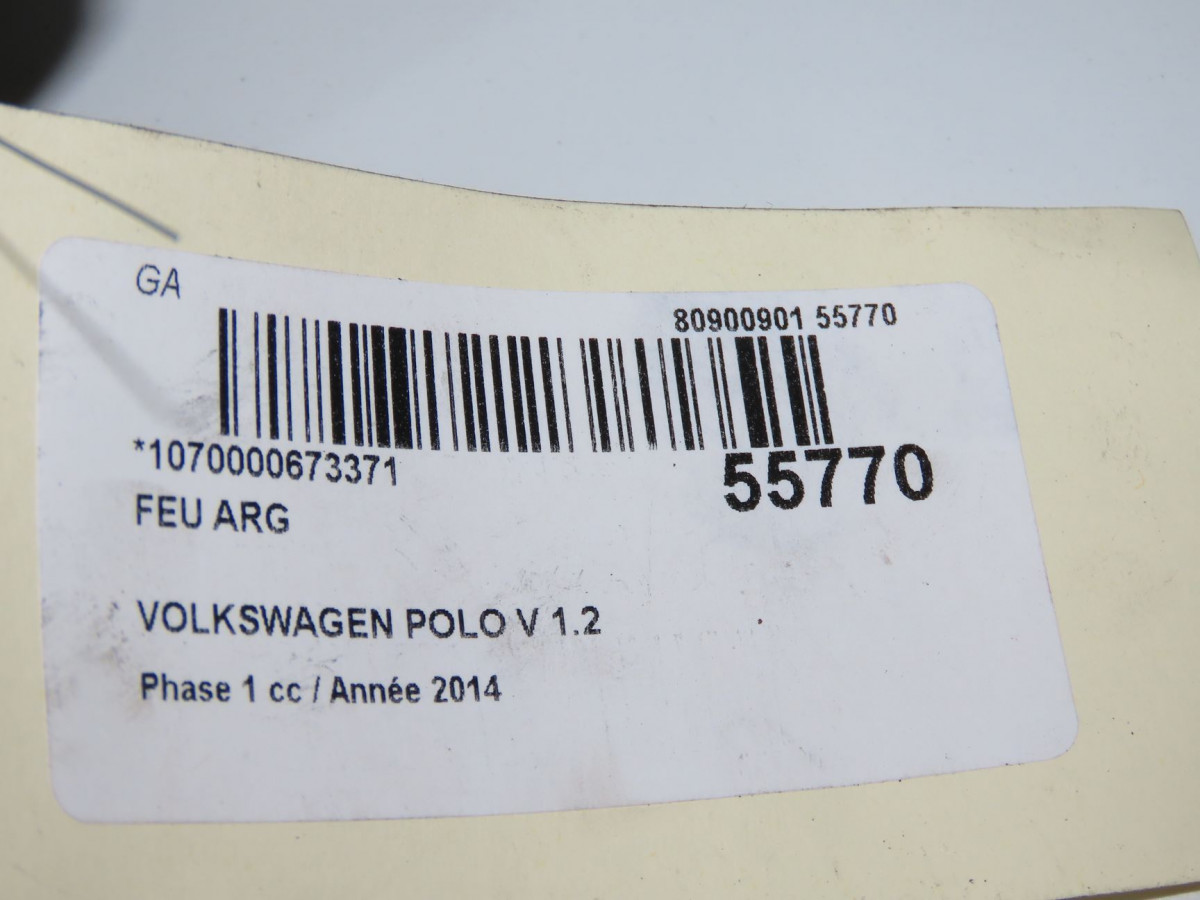 GA
80900901 55770
*1070000673371
55770
FEU ARG
VOLKSWAGEN POLO V 1.2
Phase 1 cc / Année 2014